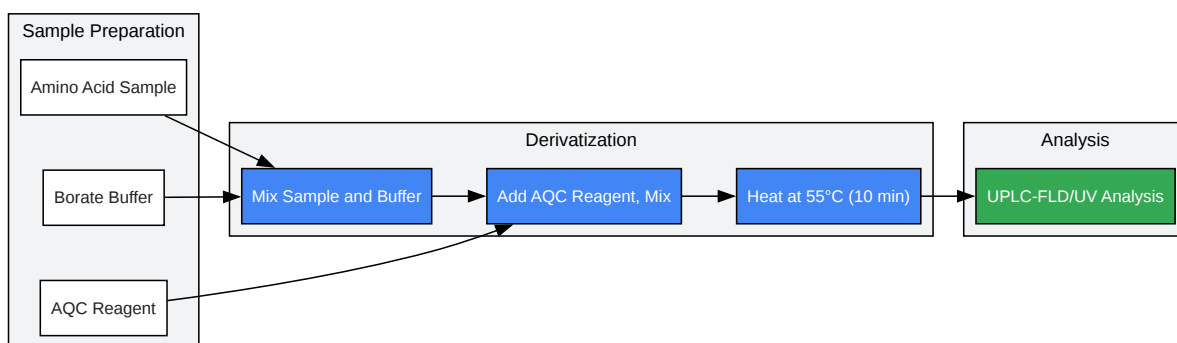 Sample Preparation
Amino Acid Sample
Borate Buffer
AQC Reagent
Derivatization
Mix Sample and Buffer
Add AQC Reagent, Mix
Heat at 55°C (10 min)
Analysis
UPLC-FLD/UV Analysis